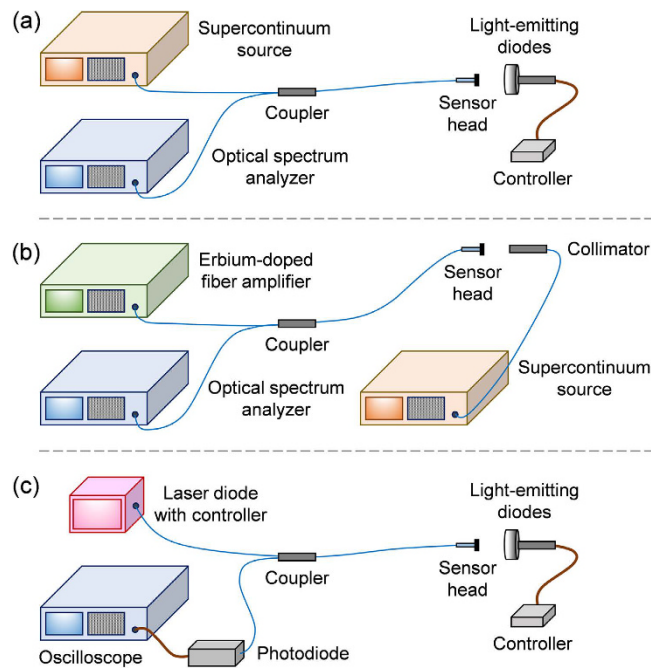 (a)
Supercontinuum
source
Light-emitting
diodes
Coupler
Sensor
head
Optical spectrum
analyzer
Controller
(b)
Erbium-doped
fiber amplifier
Sensor
head
Collimator
Coupler
Optical spectrum
analyzer
Supercontinuum
source
(c)
Laser diode
with controller
Light-emitting
diodes
Coupler
Sensor
head
Oscilloscope
Photodiode
Controller